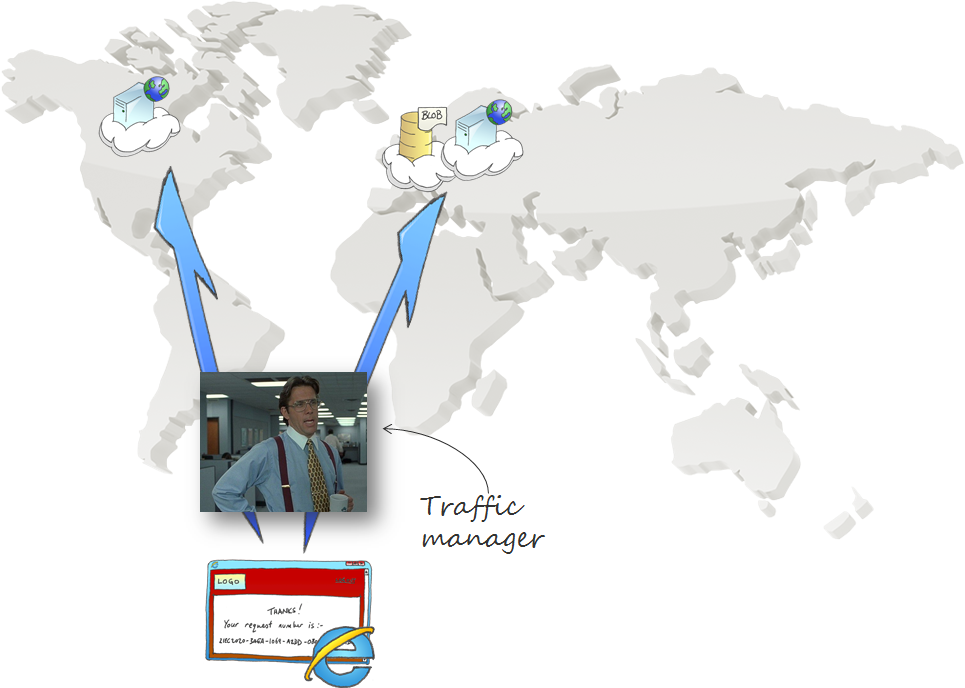 BLOB
Traffic
manager
LOGO
THANKS!
Your request number is:-